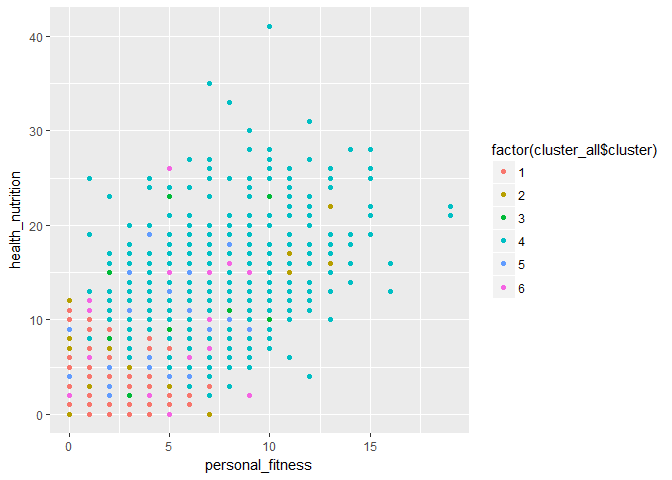 40
30
20
10
0
health_nutrition
0 5 10 15
personal_fitness
factor(cluster_all$cluster)
1
2
3
4
5
6